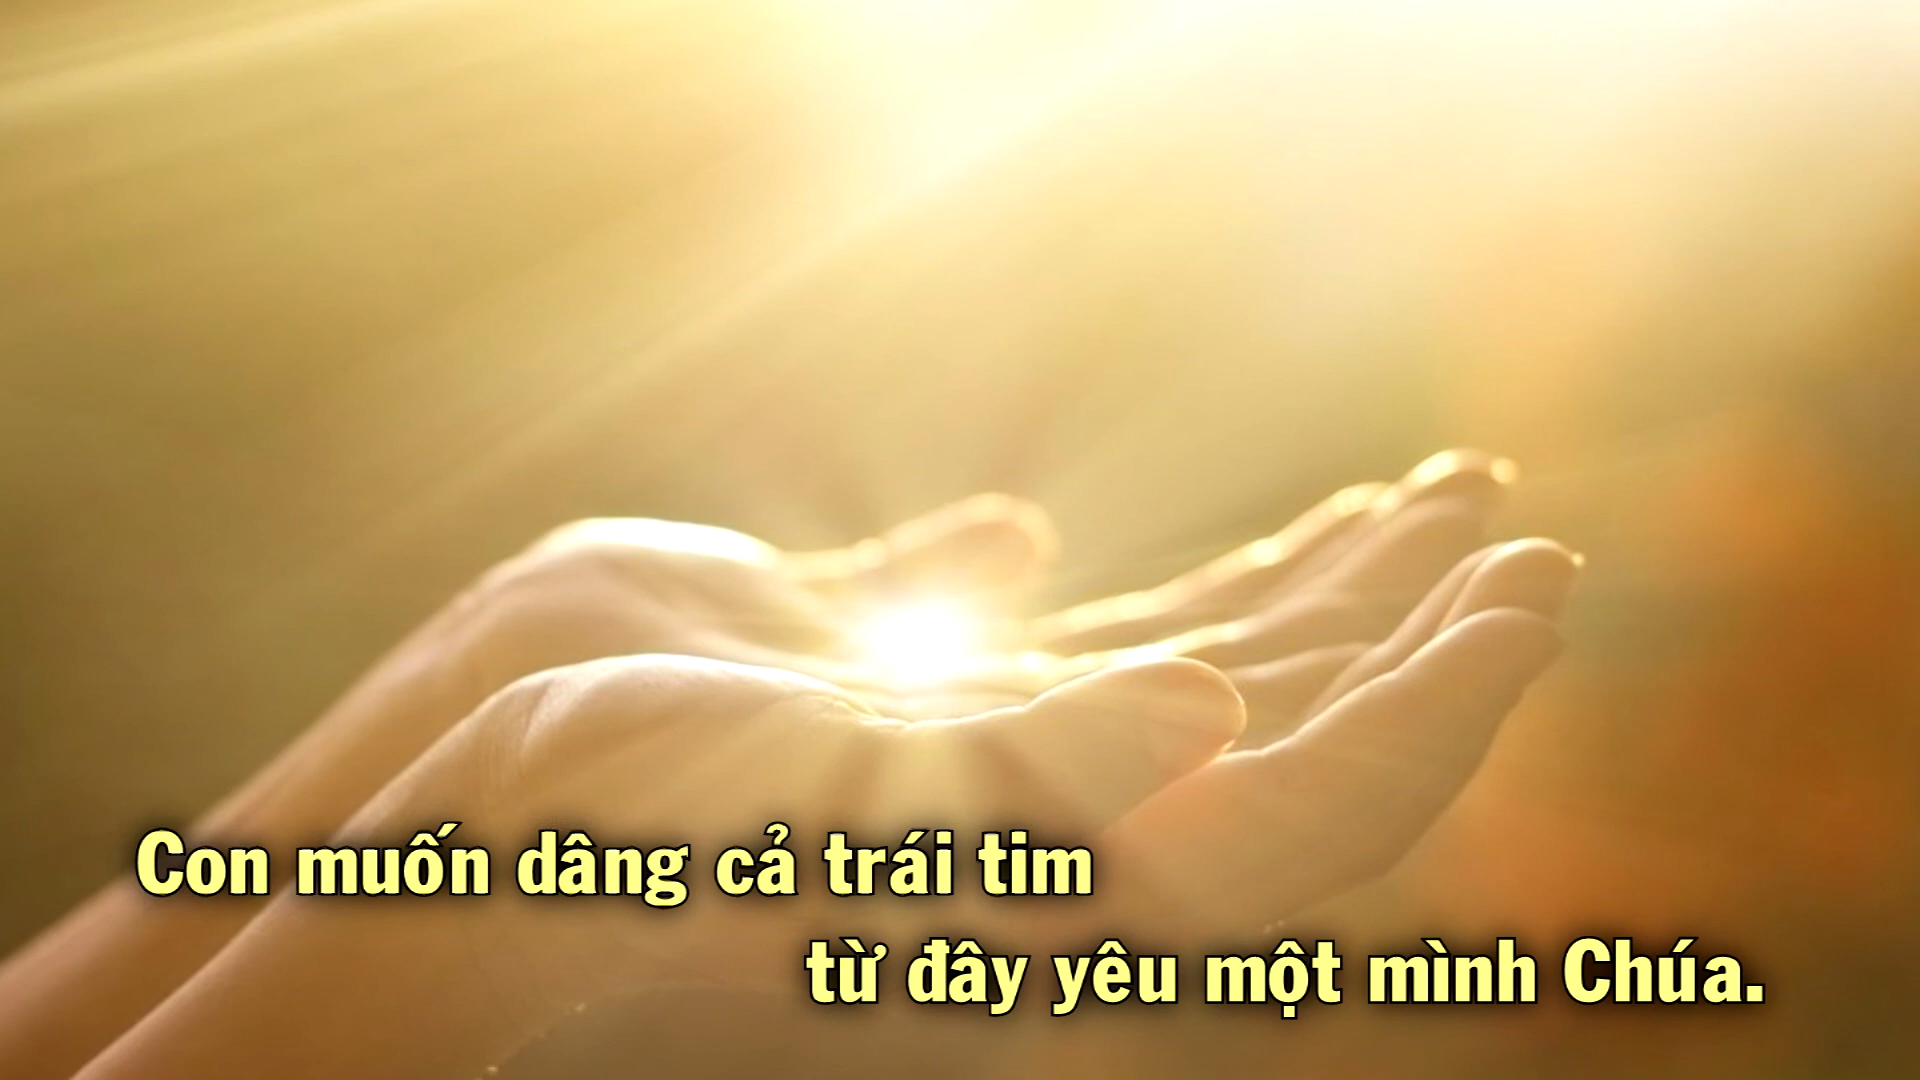 Con muốn dâng cả trái tim
từ đây yêu một mình Chúa.